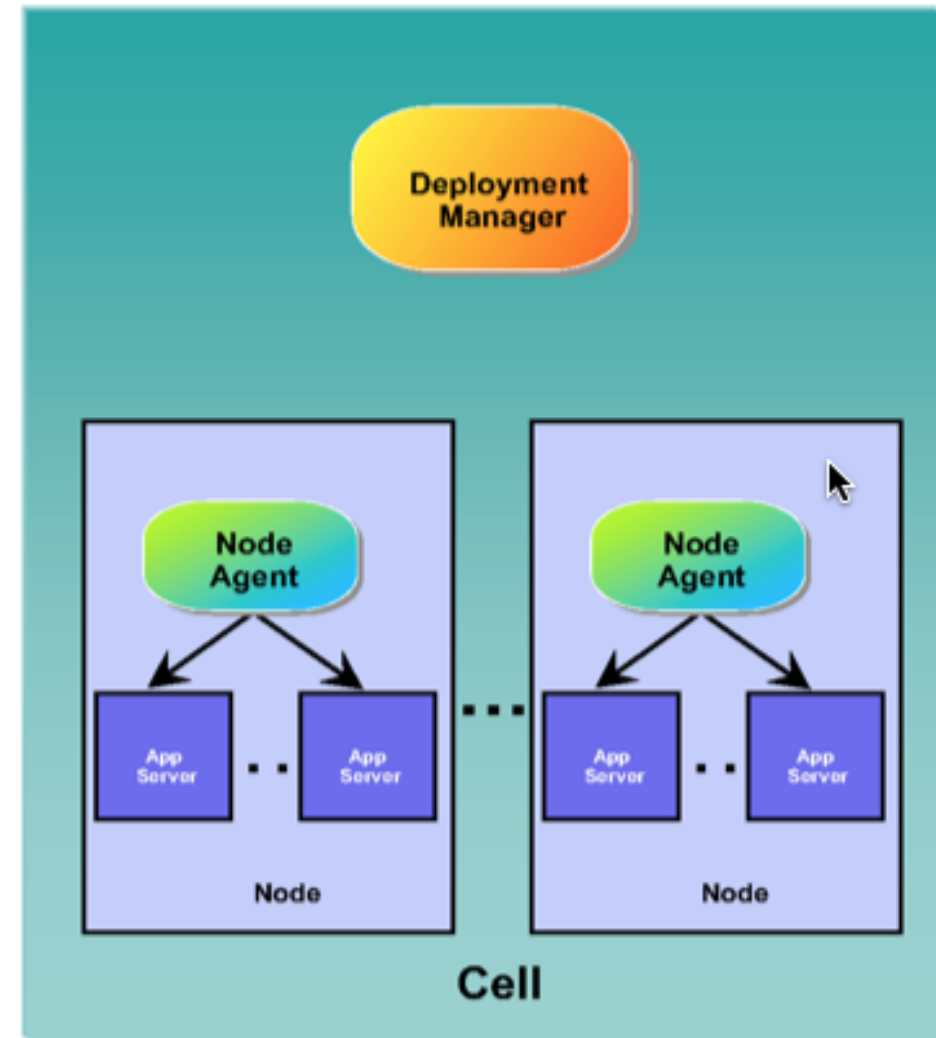 Deployment
Manager
Node
Agent
Node
Agent
App
Server
App
Server
App
Server
App
Server
Node
Node
Cell